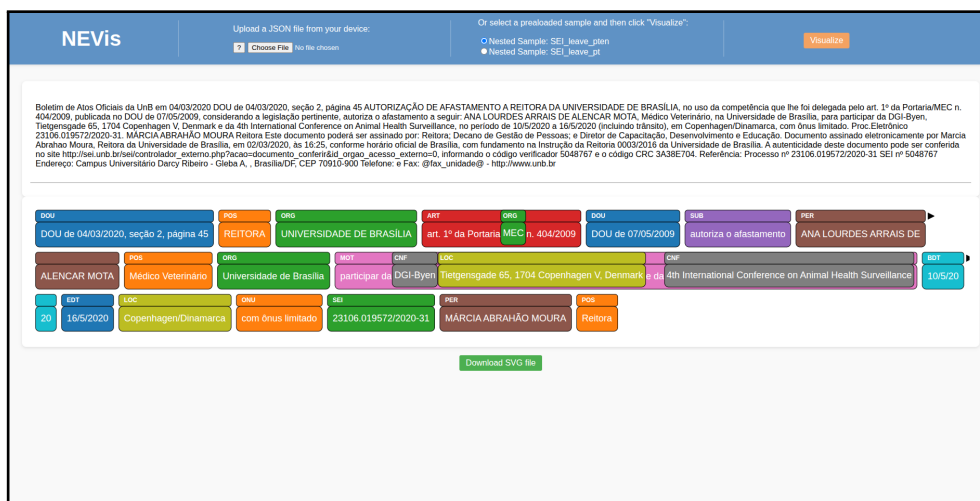 NEVis
Upload a JSON file from your device:
? Choose File No file chosen
Or select a prealoaded sample and then click "Visualize":
Nested Sample: SEI_leave_pten
Nested Sample: SEI_leave_pt
Visualize
Boletim de Atos Oficiais da UnB em 04/03/2020 DOU de 04/03/2020, seção 2, página 45 AUTORIZAÇÃO DE AFASTAMENTO A REITORA DA UNIVERSIDADE DE BRASÍLIA, no uso da competência que lhe foi delegada pelo art. 1º da Portaria/MEC n.
404/2009, publicada no DOU de 07/05/2009, considerando a legislação pertinente, autoriza o afastamento a seguir: ANA LOURDES ARRAIS DE ALENCAR MOTA, Médico Veterinário, na Universidade de Brasília, para participar da DGI-Byen,
Tietgensgade 65, 1704 Copenhagen V, Denmark e da 4th International Conference on Animal Health Surveillance, no período de 10/5/2020 a 16/5/2020 (incluindo trânsito), em Copenhagen/Dinamarca, com ônus limitado. Proc.Eletrônico
23106.019572/2020-31. MÁRCIA ABRAHÃO MOURA Reitora Este documento poderá ser assinado por: Reitora; Decano de Gestão de Pessoas; e Diretor de Capacitação, Desenvolvimento e Educação. Documento assinado eletronicamente por Marcia
Abrahao Moura, Reitora da Universidade de Brasília, em 02/03/2020, às 16:25, conforme horário oficial de Brasília, com fundamento na Instrução da Reitoria 0003/2016 da Universidade de Brasília. A autenticidade deste documento pode ser conferida
no site http://sei.unb.br/sei/controlador_externo.php?acao=documento_conferir&id_orgao_acesso_externo=0, informando o código verificador 5048767 e o código CRC 3A38E704. Referência: Processo nº 23106.019572/2020-31 SEI nº 5048767
Endereço: Campus Universitário Darcy Ribeiro - Gleba A, , Brasília/DF, CEP 70910-900 Telefone: e Fax: @fax_unidade@ - http://www.unb.br
DOU POS ORG ART ORG DOU SUB PER
DOU de 04/03/2020, seção 2, página 45 REITORA UNIVERSIDADE DE BRASÍLIA art. 1º da Portaria MEC n. 404/2009 DOU de 07/05/2009 autoriza o afastamento ANA LOURDES ARRAIS DE
POS ORG MOT CNF LOC CNF BDT
ALENCAR MOTA Médico Veterinário Universidade de Brasília participar da DGI-Byen Tietgensgade 65, 1704 Copenhagen V, Denmark e da 4th International Conference on Animal Health Surveillance 10/5/20
EDT LOC ONU SEI PER POS
20 16/5/2020 Copenhagen/Dinamarca com ônus limitado 23106.019572/2020-31 MÁRCIA ABRAHÃO MOURA Reitora
Download SVG file